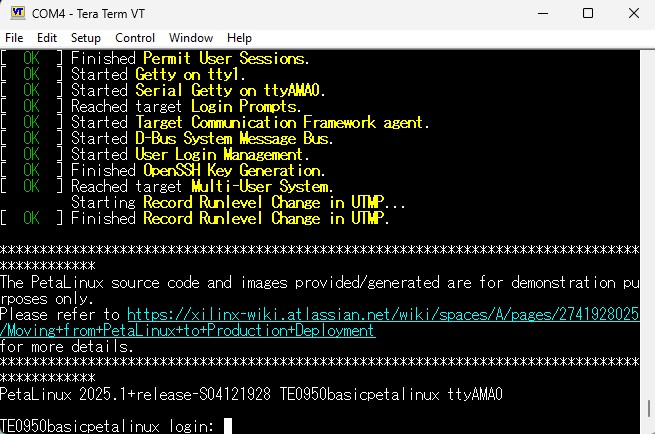 COM4 - Tera Term VT
File Edit Setup Control Window Help
[ OK ] Finished Permit User Sessions.
[ OK ] Started Getty on tty1.
[ OK ] Started Serial Getty on ttyAMA0.
[ OK ] Reached target Login Prompts.
[ OK ] Started Target Communication Framework agent.
[ OK ] Started D-Bus System Message Bus.
[ OK ] Started User Login Management.
[ OK ] Finished OpenSSH Key Generation.
[ OK ] Reached target Multi-User System.
Starting Record Runlevel Change in UTMP...
[ OK ] Finished Record Runlevel Change in UTMP.
********************************************************************************
************
The PetaLinux source code and images provided/generated are for demonstration pu
rposes only.
Please refer to https://xilinx-wiki.atlassian.net/wiki/spaces/A/pages/2741928025
/Moving+from+PetaLinux+to+Production+Deployment
for more details.
********************************************************************************
************
PetaLinux 2025.1+release-S04121928 TE0950basicpetalinux ttyAMA0
TE0950basicpetalinux login: